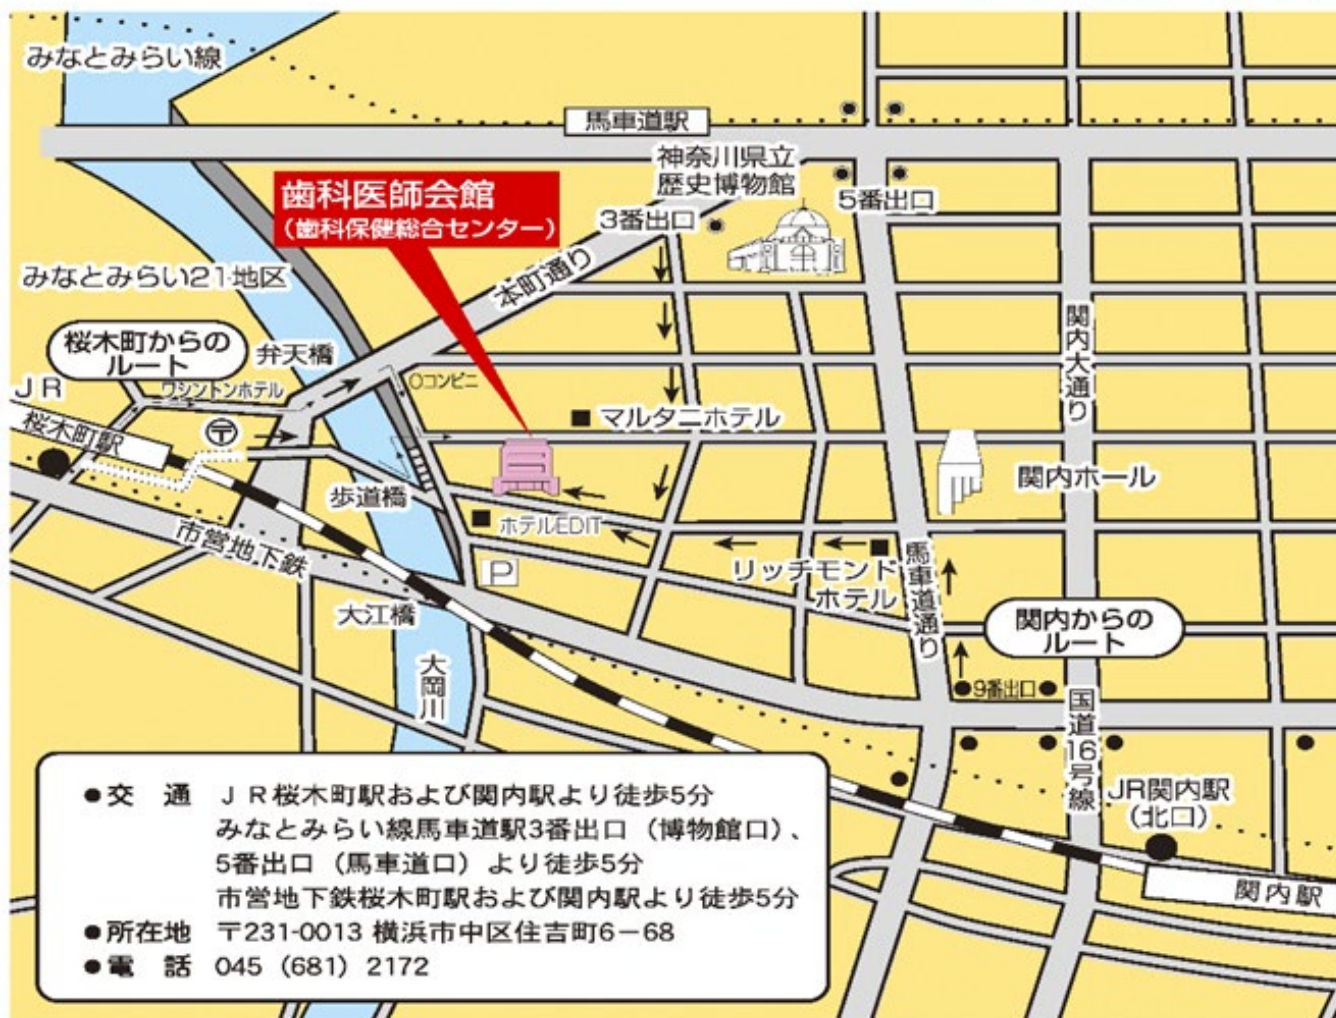 みなとみらい線
馬車道駅
神奈川県立
歴史博物館
歯科医師会館
（歯科保健総合センター）
3番出口
5番出口
みなとみらい21地区
本町通り
桜木町からの
ルート
弁天橋
関内大通り
JR
ワシントンホテル
〇コンビニ
マルタニホテル
桜木町駅
〒
関内ホール
歩道橋
ホテルEDIT
市営地下鉄
P
リッチモンド
ホテル
馬車道通り
大江橋
関内からの
ルート
大岡川
9番出口
国道16号線
JR関内駅
（北口）
関内駅
●交　通　ＪＲ桜木町駅および関内駅より徒歩5分
みなとみらい線馬車道駅3番出口（博物館口）、
5番出口（馬車道口）より徒歩5分
市営地下鉄桜木町駅および関内駅より徒歩5分
●所在地　〒231-0013 横浜市中区住吉町6－68
●電　話　045（681）2172